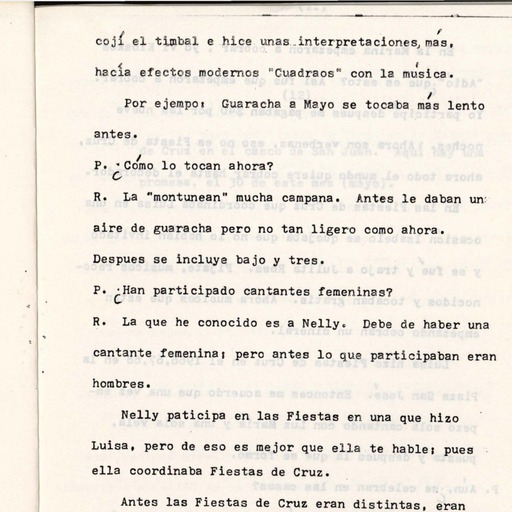 cojí el timbal e hice unas interpretaciones, más,
hacía efectos modernos "Cuadraos" con la música.
Por ejempo: Guaracha a Mayo se tocaba más lento
antes.
P. ¿Cómo lo tocan ahora?
R. La "montunean" mucha campana. Antes le daban un
aire de guaracha pero no tan ligero como ahora.
Despues se incluye bajo y tres.
P. ¿Han participado cantantes femeninas?
R. La que he conocido es a Nelly. Debe de haber una
cantante femenina; pero antes lo que participaban eran
hombres.
Nelly paticipa en las Fiestas en una que hizo
Luisa, pero de eso es mejor que ella te hable; pues
ella coordinaba Fiestas de Cruz.
Antes las Fiestas de Cruz eran distintas, eran